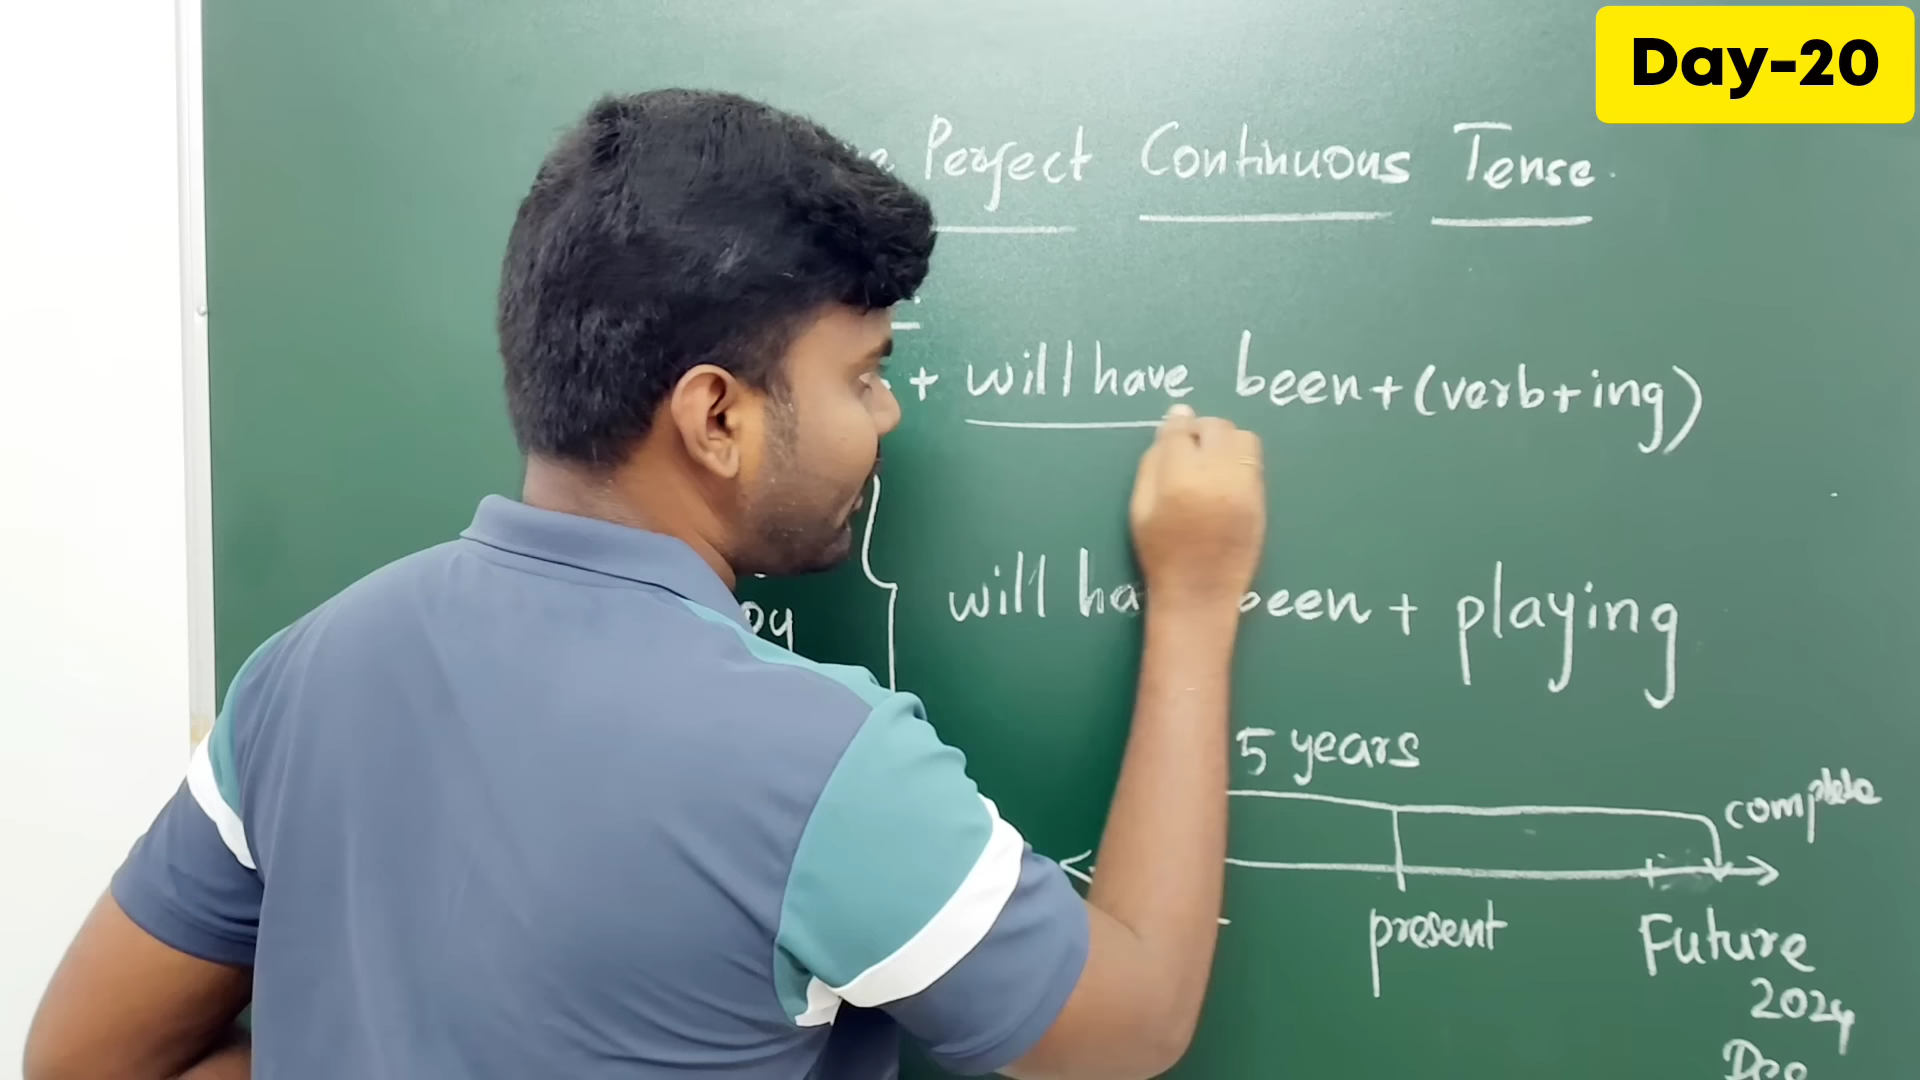 Day-20
Perfect Continuous Tense.
+ will have been + (verb+ing)
will been + playing
5 years
complete
present
Future
2024
Dec